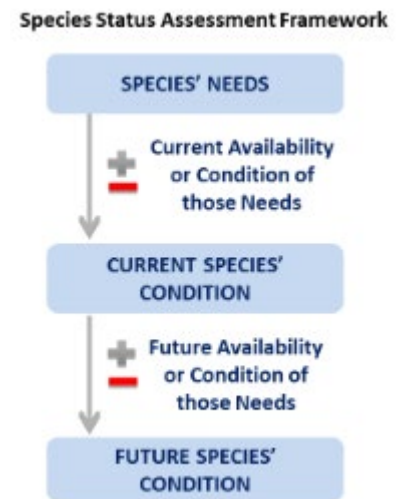 Species Status Assessment Framework
SPECIES' NEEDS
Current Availability
or Condition of
those Needs
CURRENT SPECIES'
CONDITION
Future Availability
or Condition of
those Needs
FUTURE SPECIES'
CONDITION